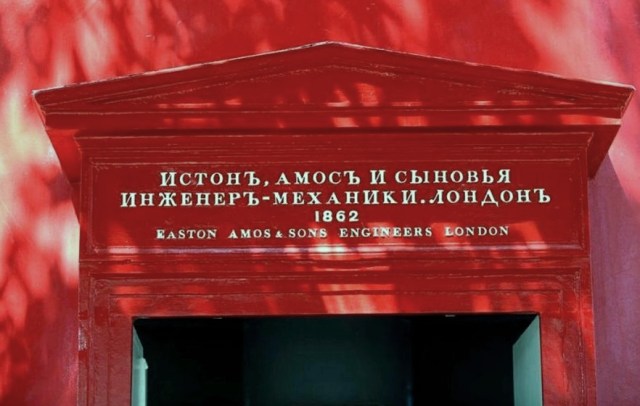 ИСТОНЪ, АМОСЪ И СЫНОВЬЯ
ИНЖЕНЕРЪ-МЕХАНИКИ. ЛОНДОНЪ
1862
EASTON AMOS & SONS ENGINEERS LONDON